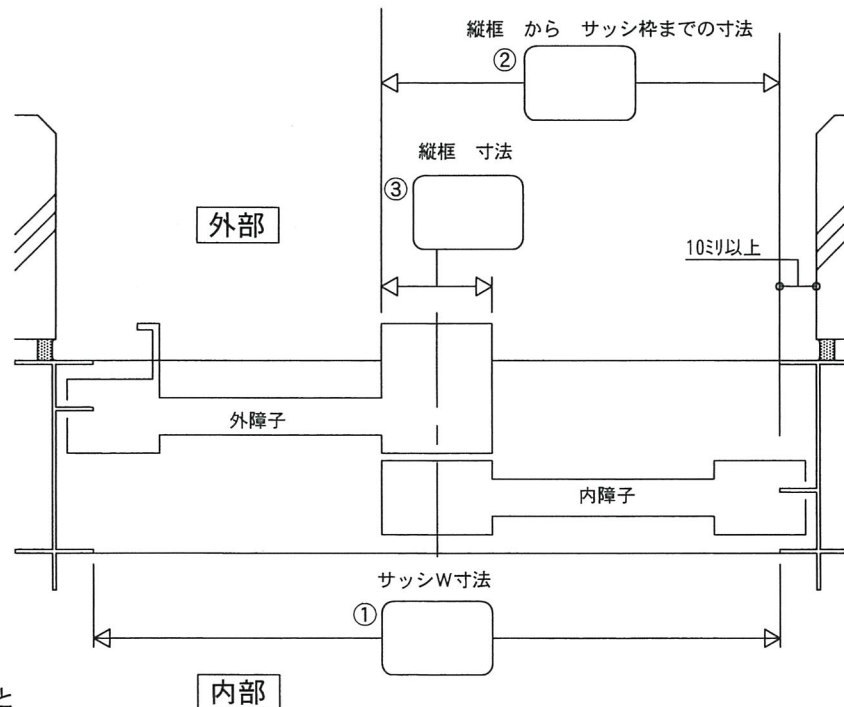 縦框 から サッシ枠までの寸法
②
縦框 寸法
③
外部
10ミリ以上
外障子
内障子
サッシW寸法
①
内部
と